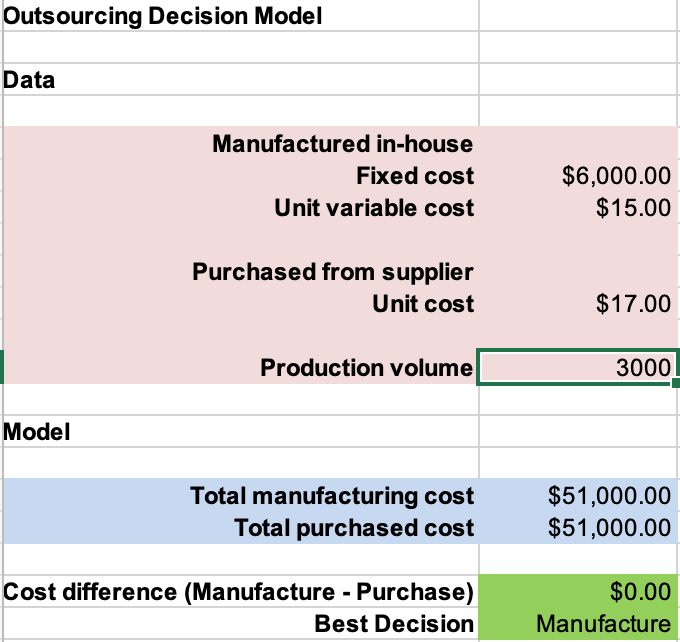 Outsourcing Decision Model
Data
Manufactured in-house
Fixed cost $6,000.00
Unit variable cost $15.00
Purchased from supplier
Unit cost $17.00
Production volume 3000
Model
Total manufacturing cost $51,000.00
Total purchased cost $51,000.00
Cost difference (Manufacture - Purchase) $0.00
Best Decision Manufacture